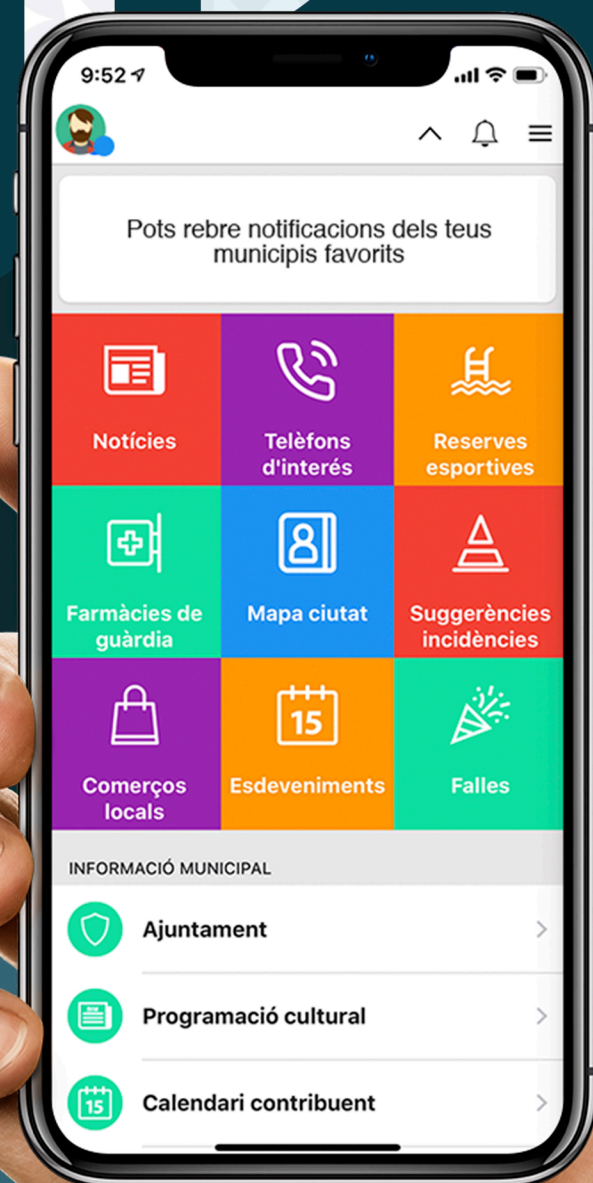 9:52
Pots rebre notificacions dels teus
municipis favorits
Notícies
Telèfons
d'interés
Reserves
esportives
Farmàcies de
guàrdia
Mapa ciutat
Suggerències
incidències
Comerços
locals
15
Esdeveniments
Falles
INFORMACIÓ MUNICIPAL
Ajuntament
Programació cultural
15
Calendari contribuent